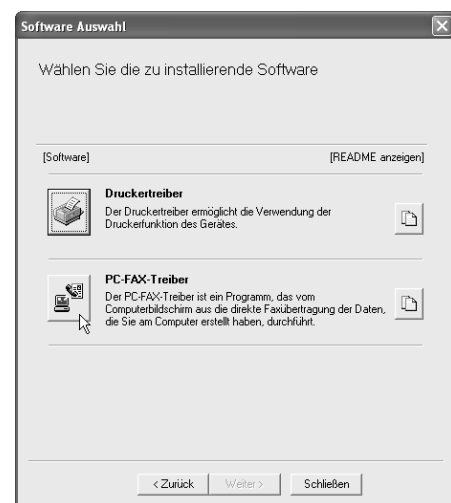 Software Auswahl
Wählen Sie die zu installierende Software
[Software] [README anzeigen]
Druckertreiber
Der Druckertreiber ermöglicht die Verwendung der
Druckerfunktion des Gerätes.
PC-FAX-Treiber
Der PC-FAX-Treiber ist ein Programm, das vom
Computerbildschirm aus die direkte Faxübertragung der Daten,
die Sie am Computer erstellt haben, durchführt.
< Zurück Weiter > Schließen